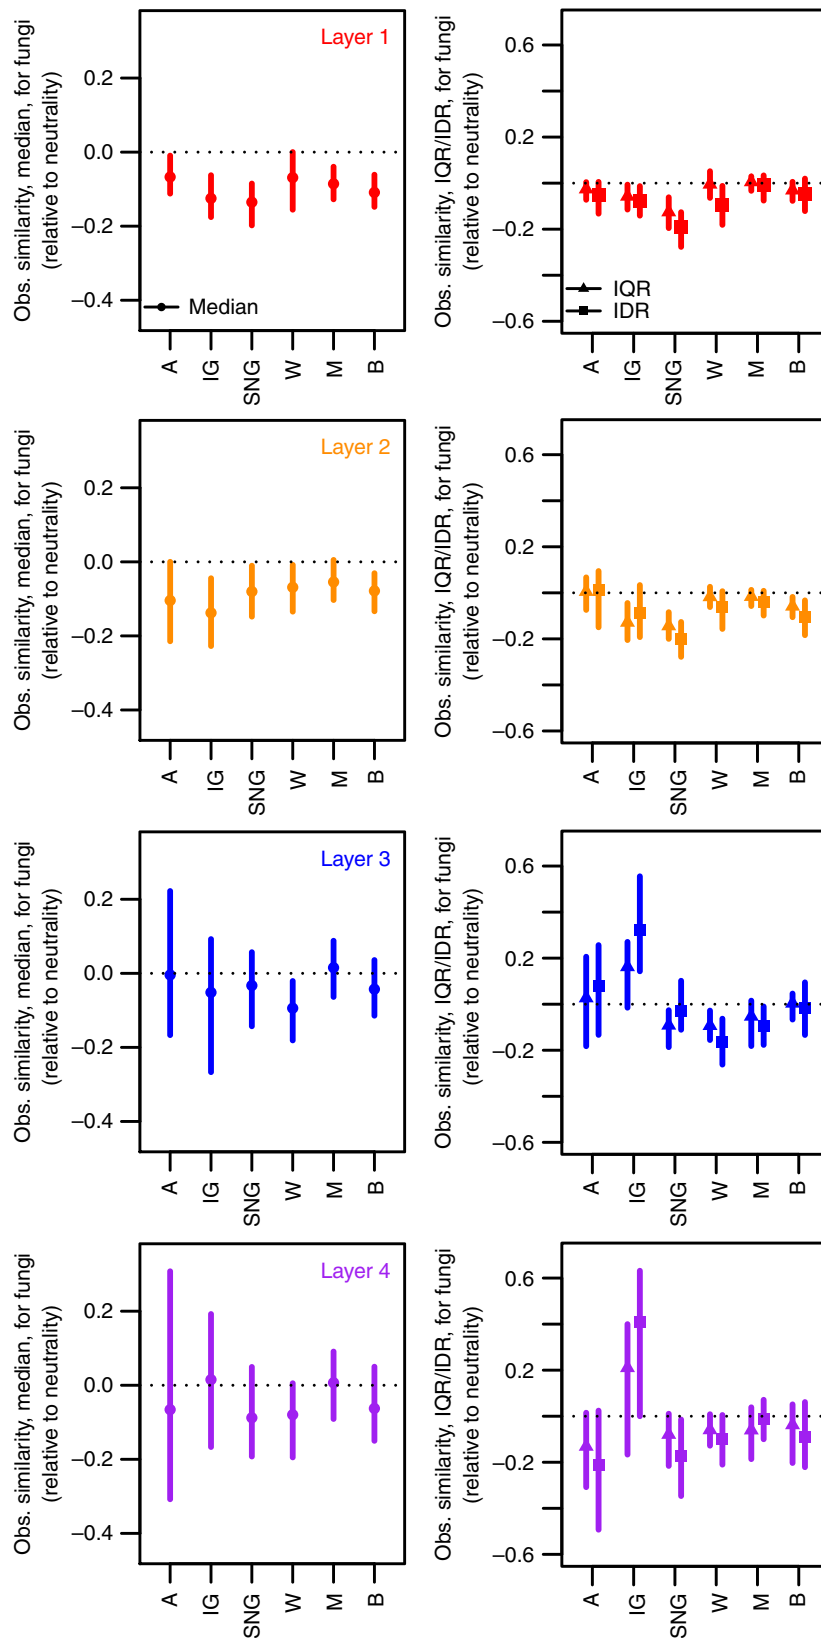 Obs. similarity, median, for fungi
(relative to neutrality)
0.2
0.0
−0.2
−0.4
Layer 1
Median
A
IG
SNG
W
M
B
Obs. similarity, IQR/IDR, for fungi
(relative to neutrality)
0.6
0.2
−0.2
−0.6
IQR
IDR
A
IG
SNG
W
M
B
Obs. similarity, median, for fungi
(relative to neutrality)
0.2
0.0
−0.2
−0.4
Layer 2
A
IG
SNG
W
M
B
Obs. similarity, IQR/IDR, for fungi
(relative to neutrality)
0.6
0.2
−0.2
−0.6
A
IG
SNG
W
M
B
Obs. similarity, median, for fungi
(relative to neutrality)
0.2
0.0
−0.2
−0.4
Layer 3
A
IG
SNG
W
M
B
Obs. similarity, IQR/IDR, for fungi
(relative to neutrality)
0.6
0.2
−0.2
−0.6
A
IG
SNG
W
M
B
Obs. similarity, median, for fungi
(relative to neutrality)
0.2
0.0
−0.2
−0.4
Layer 4
A
IG
SNG
W
M
B
Obs. similarity, IQR/IDR, for fungi
(relative to neutrality)
0.6
0.2
−0.2
−0.6
A
IG
SNG
W
M
B